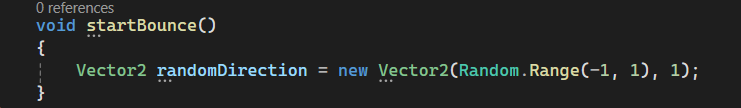 0 references
void startBounce()
{
Vector2 randomDirection = new Vector2(Random.Range(-1, 1), 1);
}